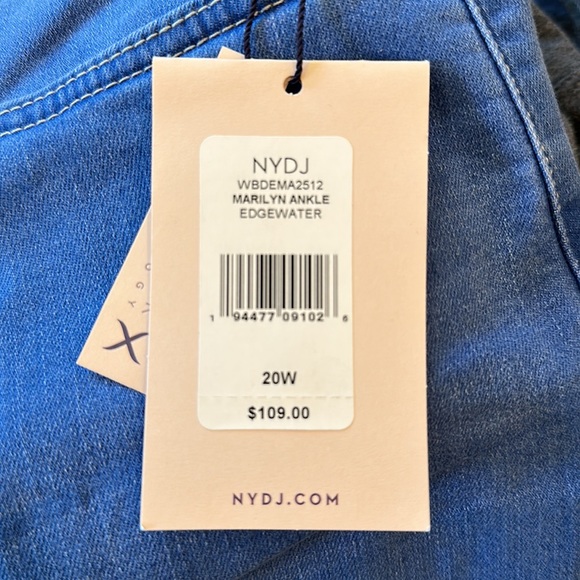 NYDJ
WBDEMA2512
MARILYN ANKLE
EDGEWATER
1 94477 09102 6
20W
$109.00
NYDJ.COM
X